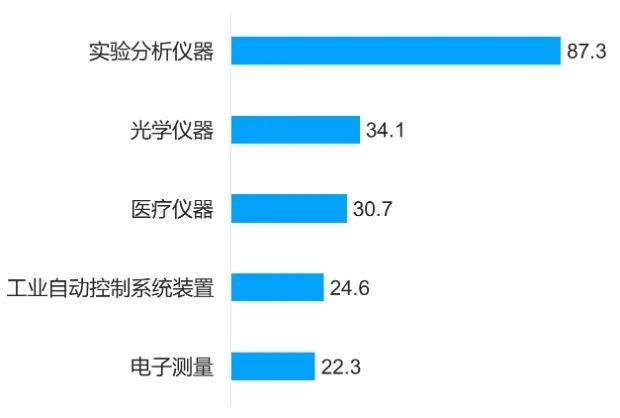 实验分析仪器 87.3
光学仪器 34.1
医疗仪器 30.7
工业自动控制系统装置 24.6
电子测量 22.3